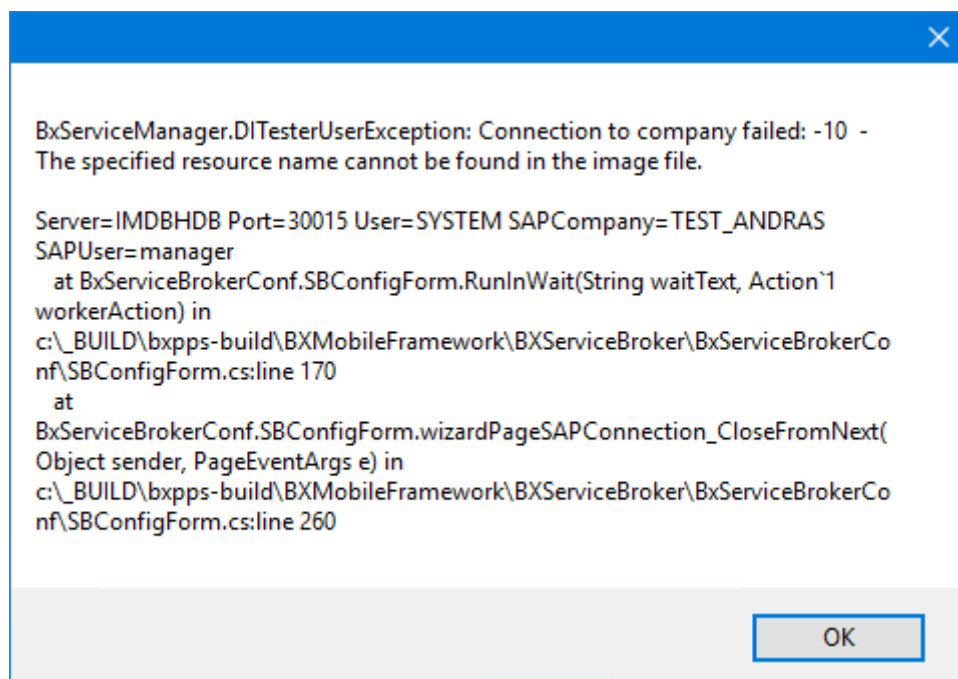 BxServiceManager.DITesterUserException: Connection to company failed: -10  -
The specified resource name cannot be found in the image file.
Server=IMDBHDB Port=30015 User=SYSTEM SAPCompany=TEST_ANDRAS
SAPUser=manager
at BxServiceBrokerConf.SBConfigForm.RunInWait(String waitText, Action`1
workerAction) in
c:\_BUILD\bxpps-build\BXMobileFramework\BXServiceBroker\BxServiceBrokerCo
nf\SBConfigForm.cs:line 170
at
BxServiceBrokerConf.SBConfigForm.wizardPageSAPConnection_CloseFromNext(
Object sender, PageEventArgs e) in
c:\_BUILD\bxpps-build\BXMobileFramework\BXServiceBroker\BxServiceBrokerCo
nf\SBConfigForm.cs:line 260
OK